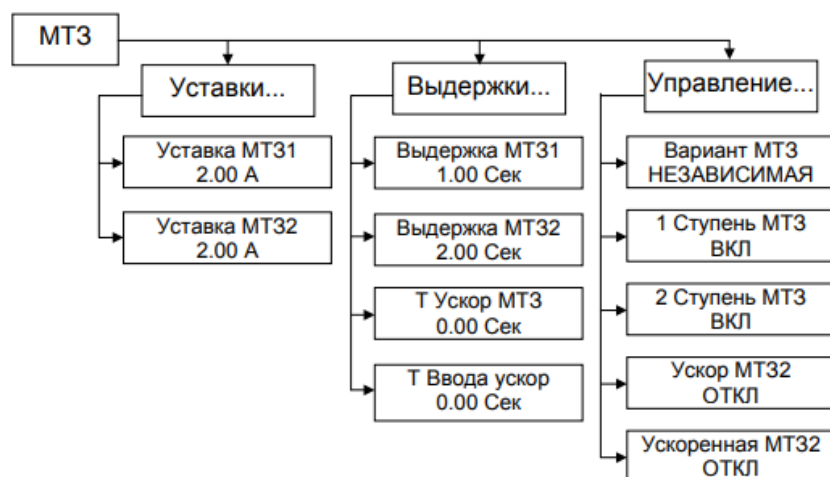 МТЗ
Уставки...
Выдержки...
Управление...
Уставка МТЗ1
2.00 А
Уставка МТЗ2
2.00 А
Выдержка МТЗ1
1.00 Сек
Выдержка МТЗ2
2.00 Сек
Т Ускор МТЗ
0.00 Сек
Т Ввода ускор
0.00 Сек
Вариант МТЗ
НЕЗАВИСИМАЯ
1 Ступень МТЗ
ВКЛ
2 Ступень МТЗ
ВКЛ
Ускор МТЗ2
ОТКЛ
Ускоренная МТЗ2
ОТКЛ